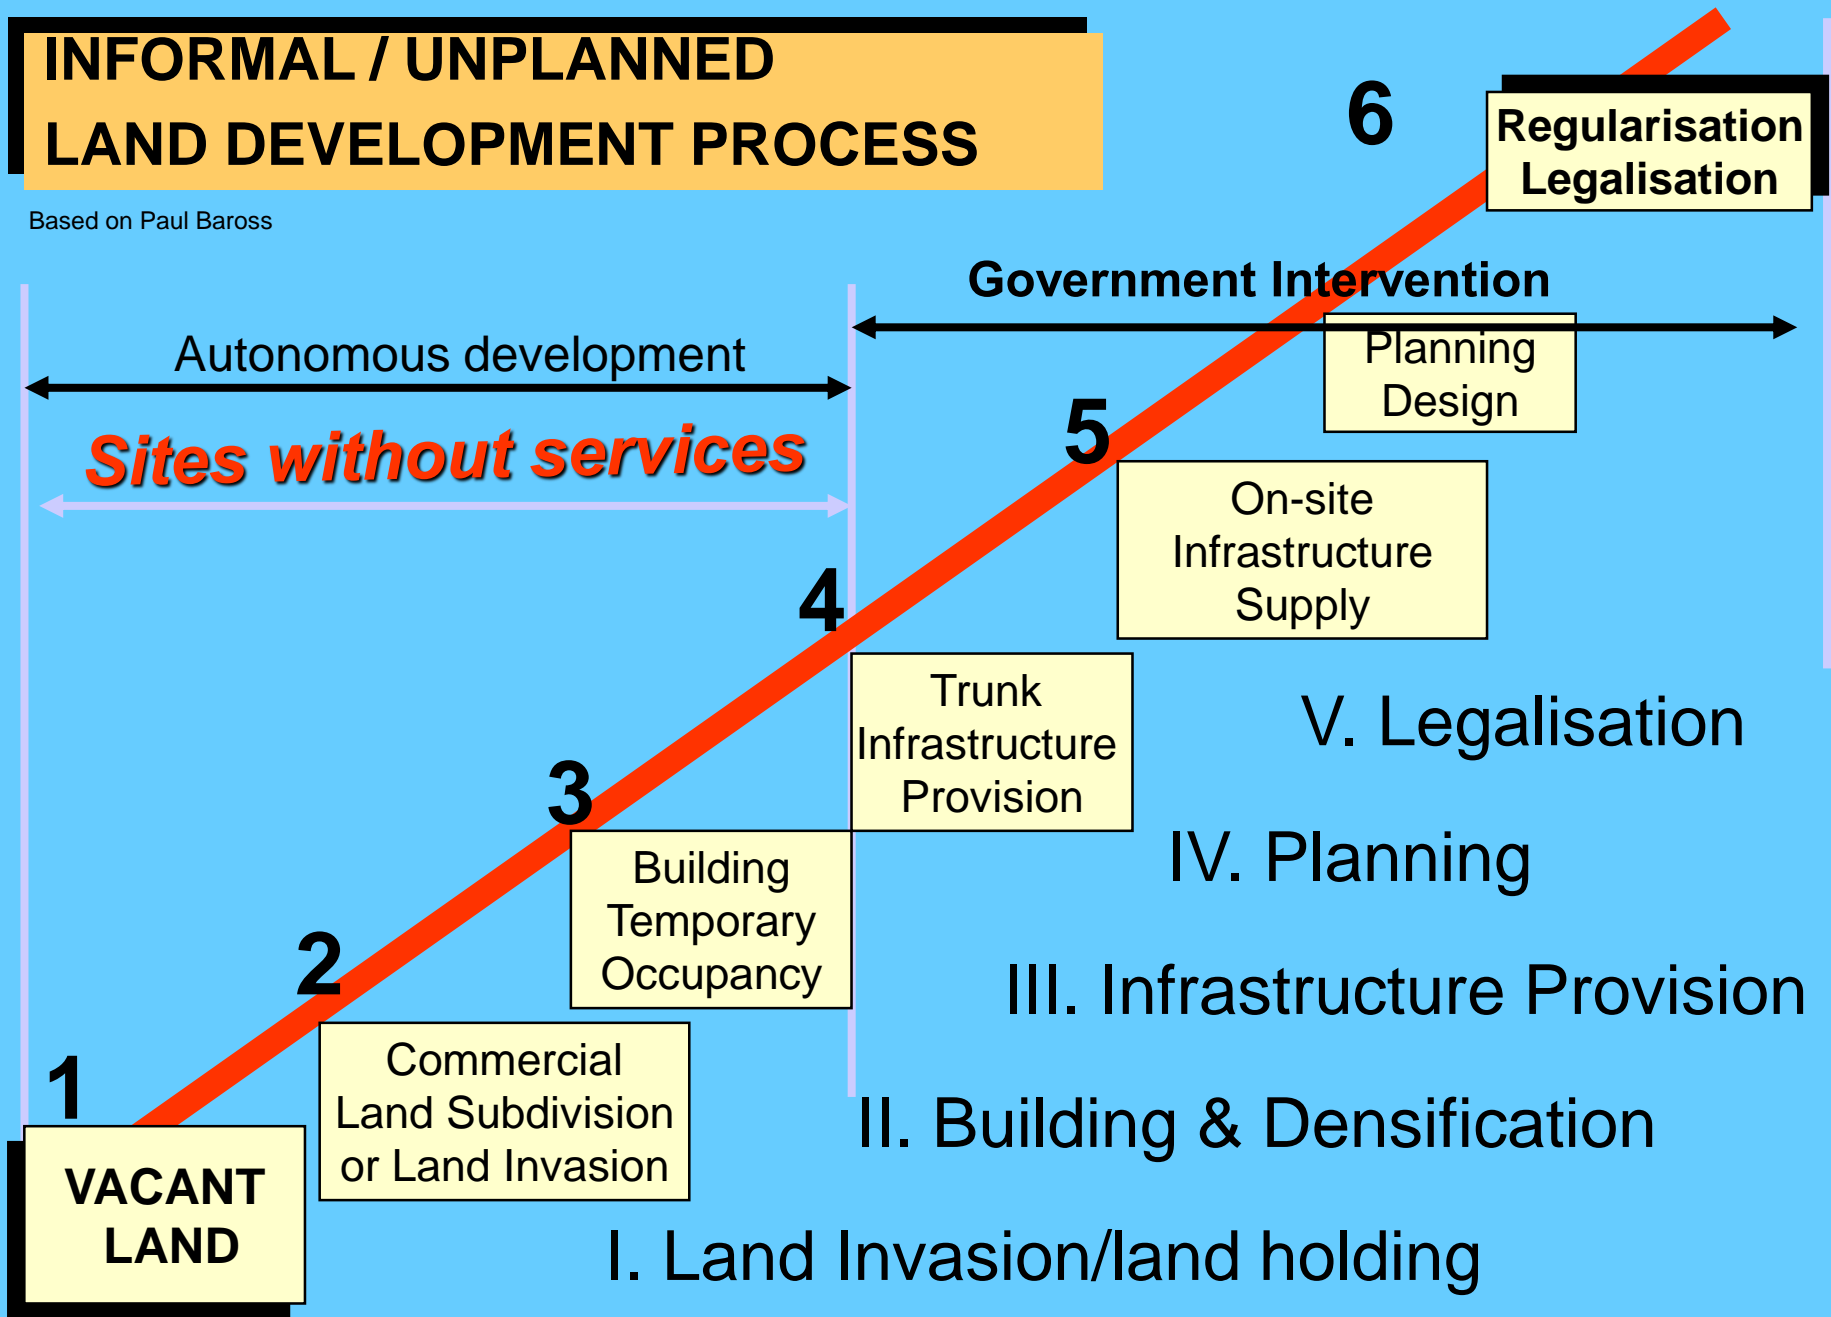 INFORMAL / UNPLANNED
LAND DEVELOPMENT PROCESS
Based on Paul Baross
6
Regularisation
Legalisation
Government Intervention
Autonomous development
Planning
Design
Sites without services
5
On-site
Infrastructure
Supply
4
Trunk
Infrastructure
Provision
V. Legalisation
3
Building
Temporary
Occupancy
IV. Planning
2
III. Infrastructure Provision
Commercial
Land Subdivision
or Land Invasion
1
II. Building & Densification
VACANT
LAND
I. Land Invasion/land holding